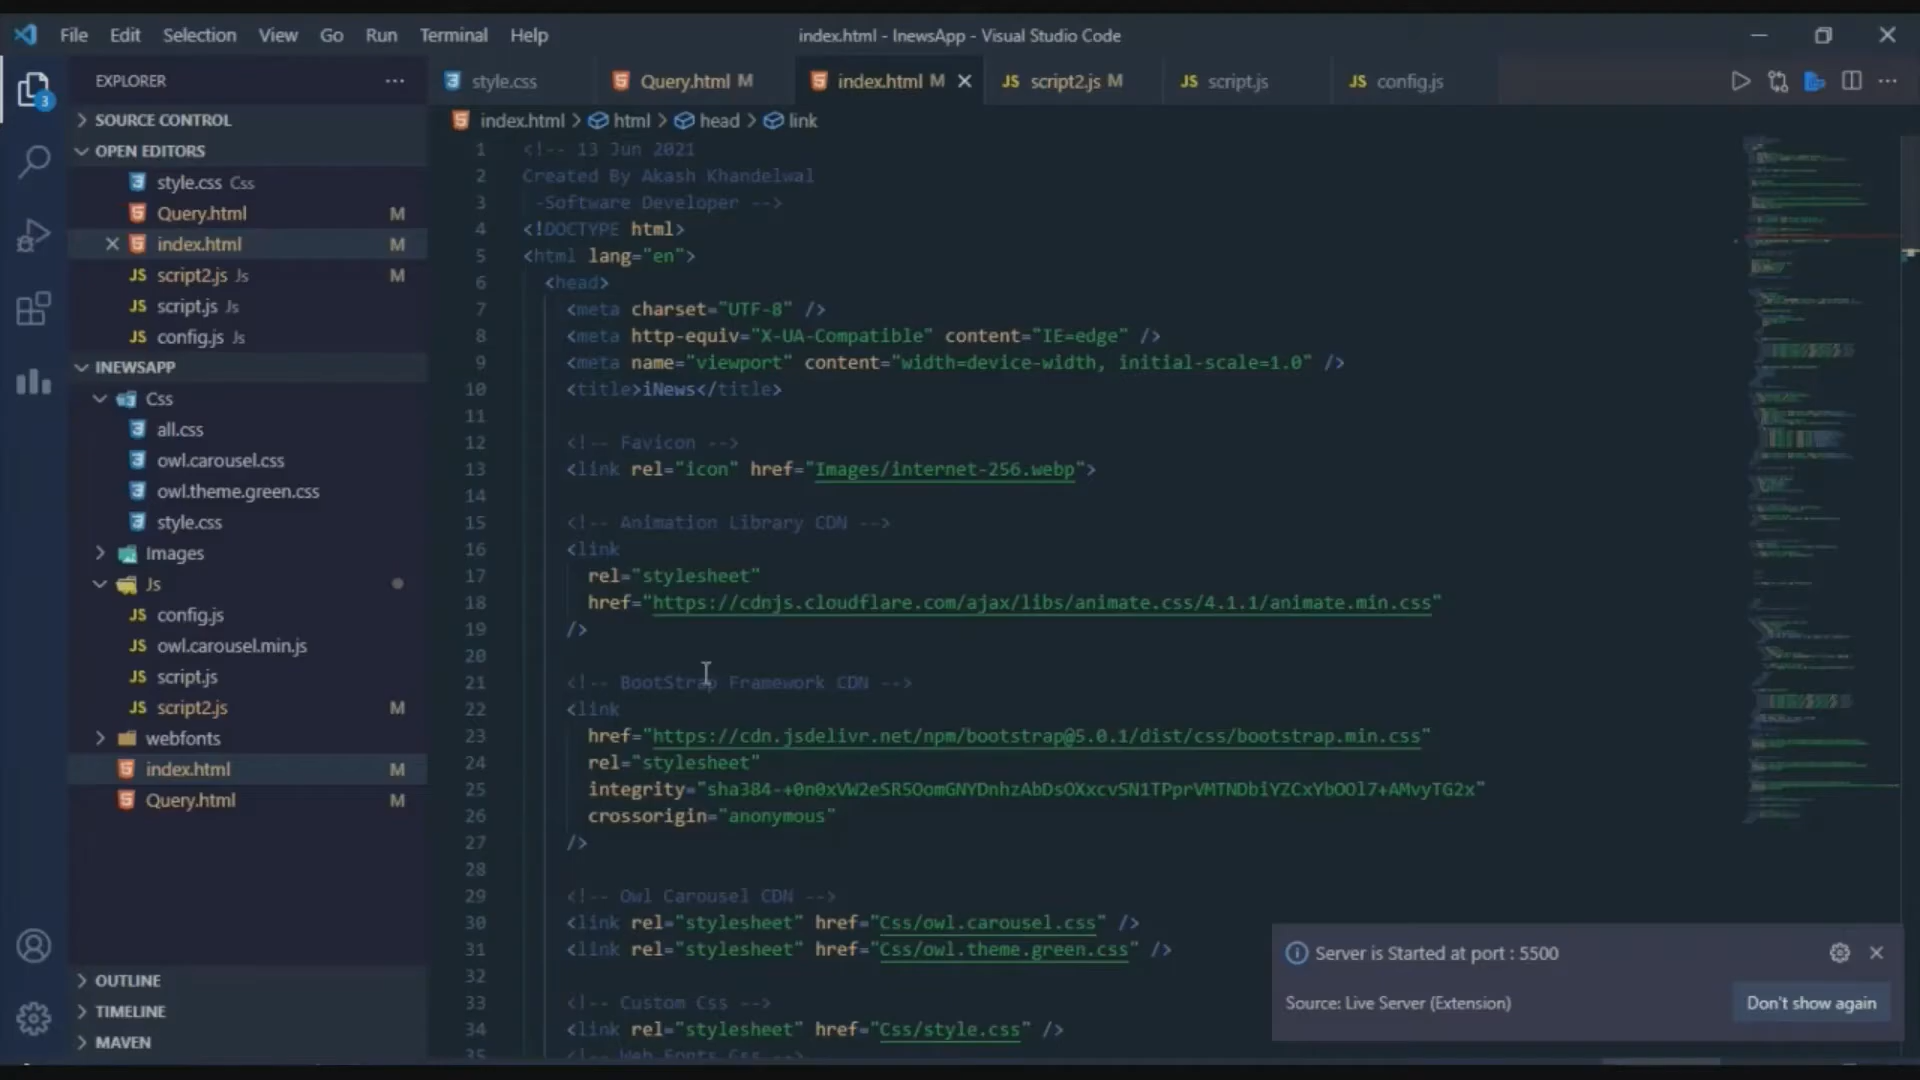 File Edit Selection View Go Run Terminal Help
index.html - InewsApp - Visual Studio Code
3
EXPLORER
SOURCE CONTROL
OPEN EDITORS
style.css Css
Query.html M
index.html M
script2.js Js M
script.js Js
config.js Js
INEWSAPP
Css
all.css
owl.carousel.css
owl.theme.green.css
style.css
Images
Js
config.js
owl.carousel.min.js
script.js
script2.js M
webfonts
index.html M
Query.html M
OUTLINE
TIMELINE
MAVEN
style.css Query.html M index.html M script2.js M script.js config.js
index.html > html > head > link
1 <!-- 13 Jun 2021
2 Created By Akash Khandelwal
3 -Software Developer -->
4 <!DOCTYPE html>
5 <html lang="en">
6 <head>
7 <meta charset="UTF-8" />
8 <meta http-equiv="X-UA-Compatible" content="IE=edge" />
9 <meta name="viewport" content="width=device-width, initial-scale=1.0" />
10 <title>iNews</title>
11
12 <!-- Favicon -->
13 <link rel="icon" href="Images/internet-256.webp">
14
15 <!-- Animation Library CDN -->
16 <link
17 rel="stylesheet"
18 href="https://cdnjs.cloudflare.com/ajax/libs/animate.css/4.1.1/animate.min.css"
19 />
20
21 <!-- BootStrap Framework CDN -->
22 <link
23 href="https://cdn.jsdelivr.net/npm/bootstrap@5.0.1/dist/css/bootstrap.min.css"
24 rel="stylesheet"
25 integrity="sha384-+0n0xVW2eSR5OomGNYDnhzAbDsOXxcvSN1TPprVMTNDbiYZCxYbOOl7+AMvyTG2x"
26 crossorigin="anonymous"
27 />
28
29 <!-- Owl Carousel CDN -->
30 <link rel="stylesheet" href="Css/owl.carousel.css" />
31 <link rel="stylesheet" href="Css/owl.theme.green.css" />
32
33 <!-- Custom Css -->
34 <link rel="stylesheet" href="Css/style.css" />
35 <!-- Web Fonts Css -->
Server is Started at port : 5500
Source: Live Server (Extension)
Don't show again